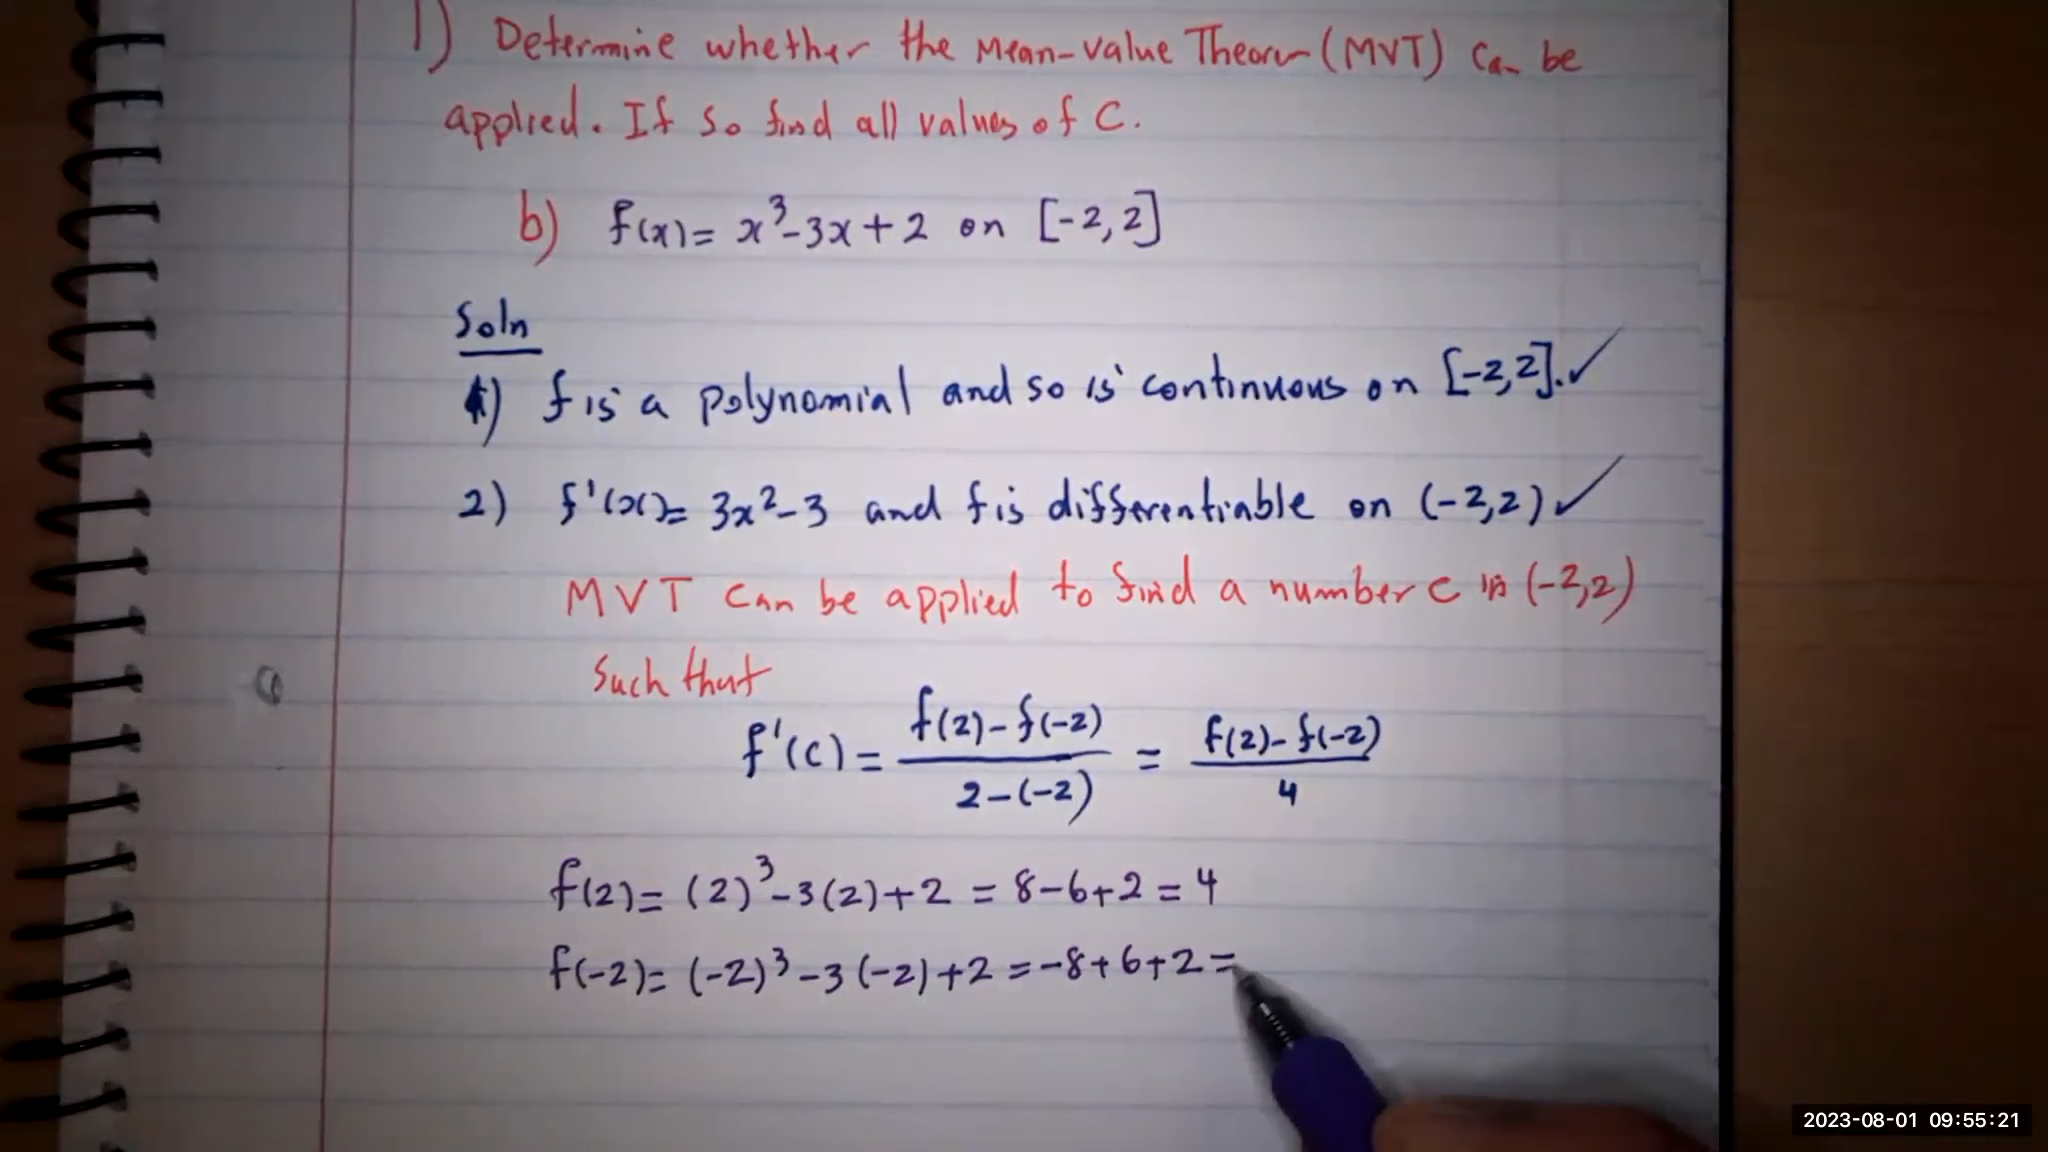 1) Determine whether the Mean-value Theorem (MVT) can be
applied. If so find all values of C.
b) f(x)= x³-3x+2 on [-2,2]
Soln
1) f is a polynomial and so is continuous on [-2,2]. ✓
2) f'(x)= 3x²-3 and f is differentiable on (-2,2) ✓
MVT can be applied to find a number c in (-2,2)
Such that
f'(c) = f(2)-f(-2) / 2-(-2) = f(2)-f(-2) / 4
f(2)= (2)³-3(2)+2 = 8-6+2 = 4
f(-2)= (-2)³-3(-2)+2 = -8+6+2 =
2023-08-01 09:55:21